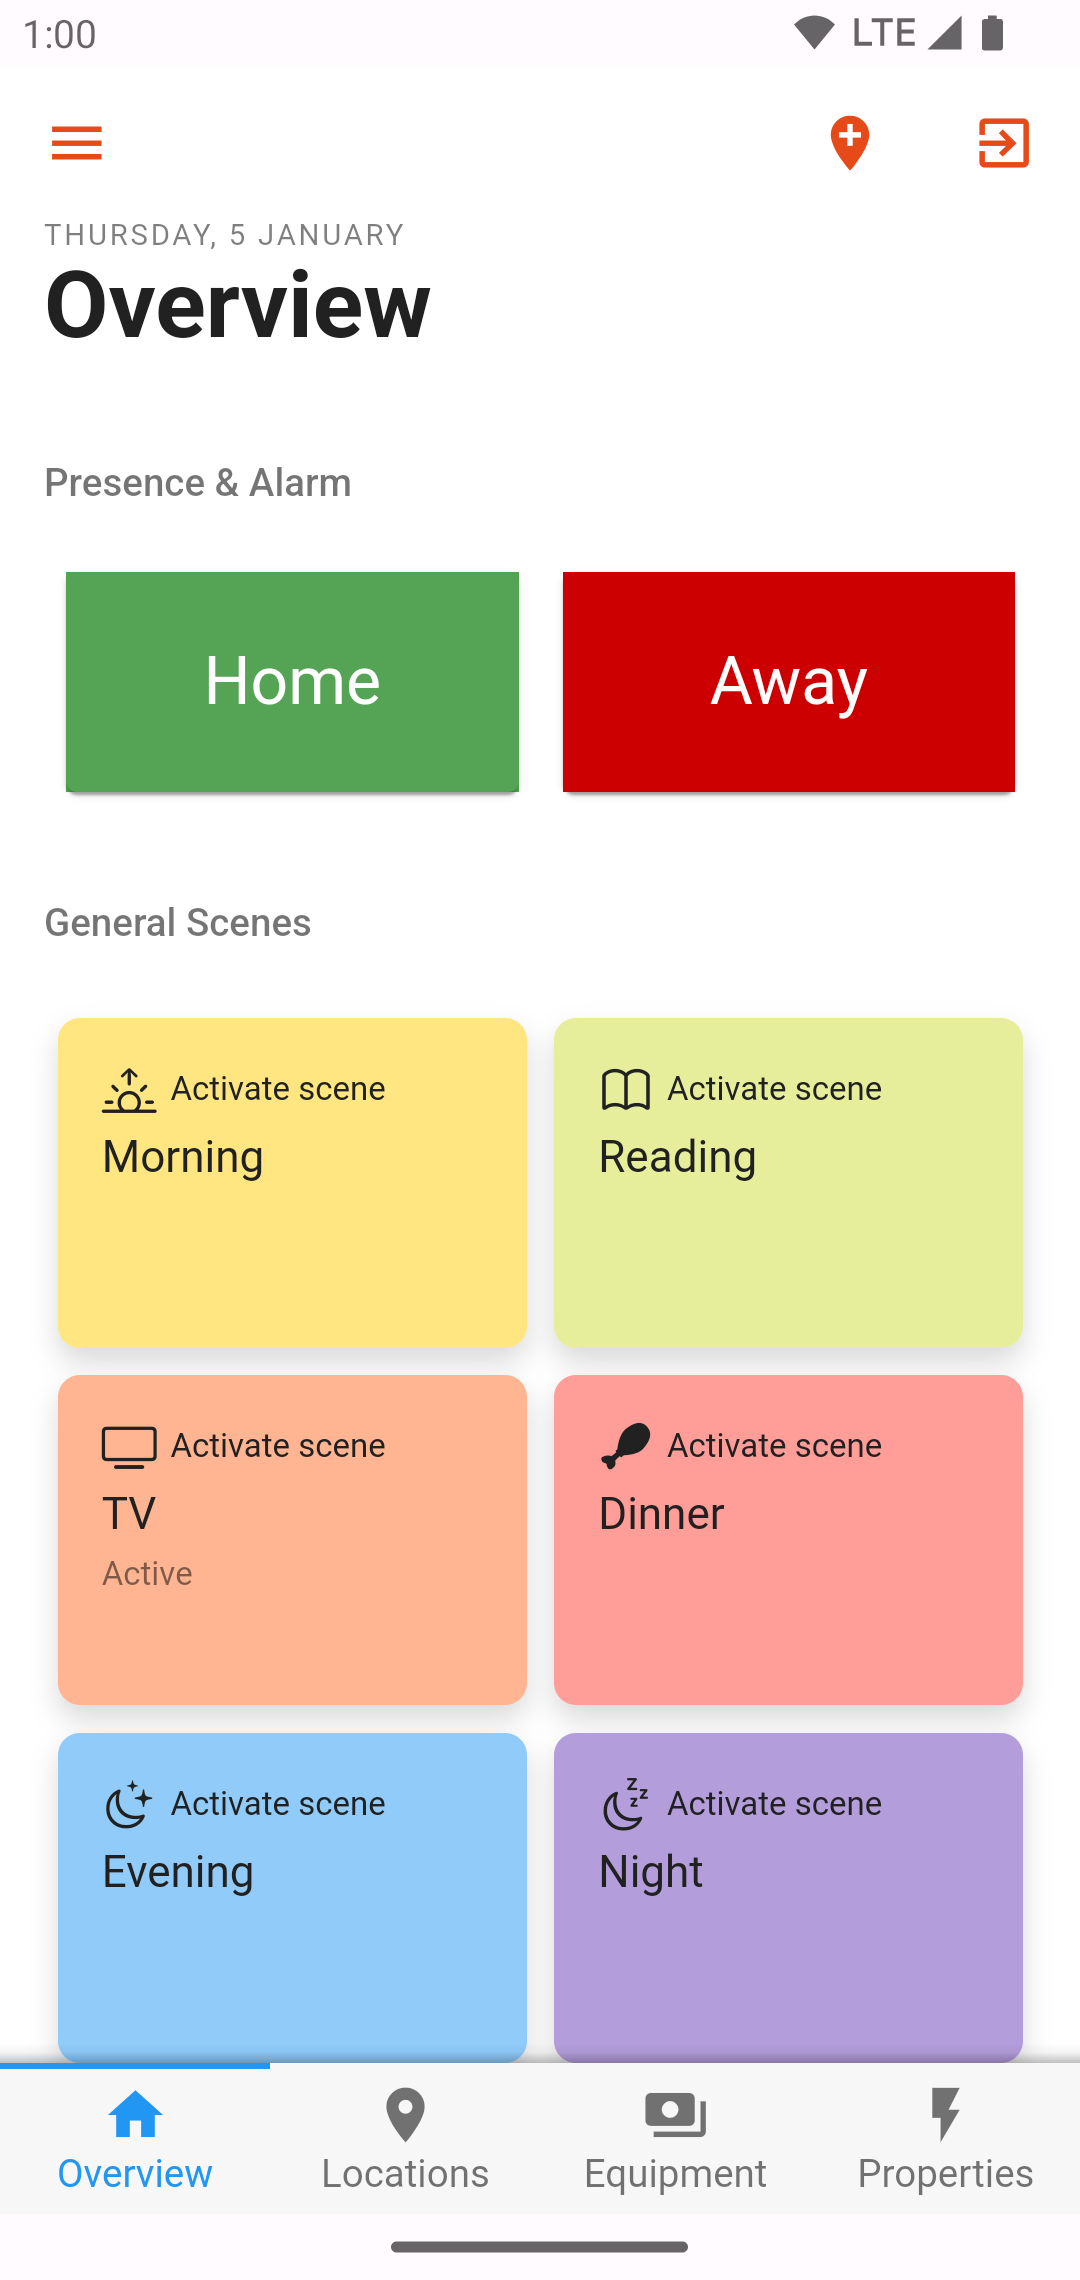 1:00
LTE
THURSDAY, 5 JANUARY
Overview
Presence & Alarm
Home
Away
General Scenes
Activate scene
Morning
Activate scene
Reading
Activate scene
TV
Active
Activate scene
Dinner
Activate scene
Evening
Activate scene
Night
Overview
Locations
Equipment
Properties